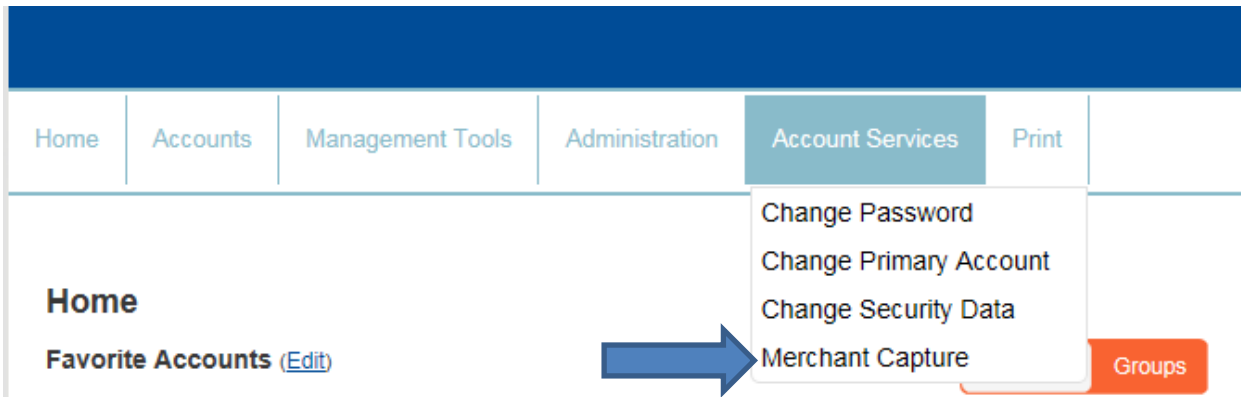 Home Accounts Management Tools Administration Account Services Print
Change Password
Change Primary Account
Change Security Data
Merchant Capture
Home
Favorite Accounts (Edit)
Groups